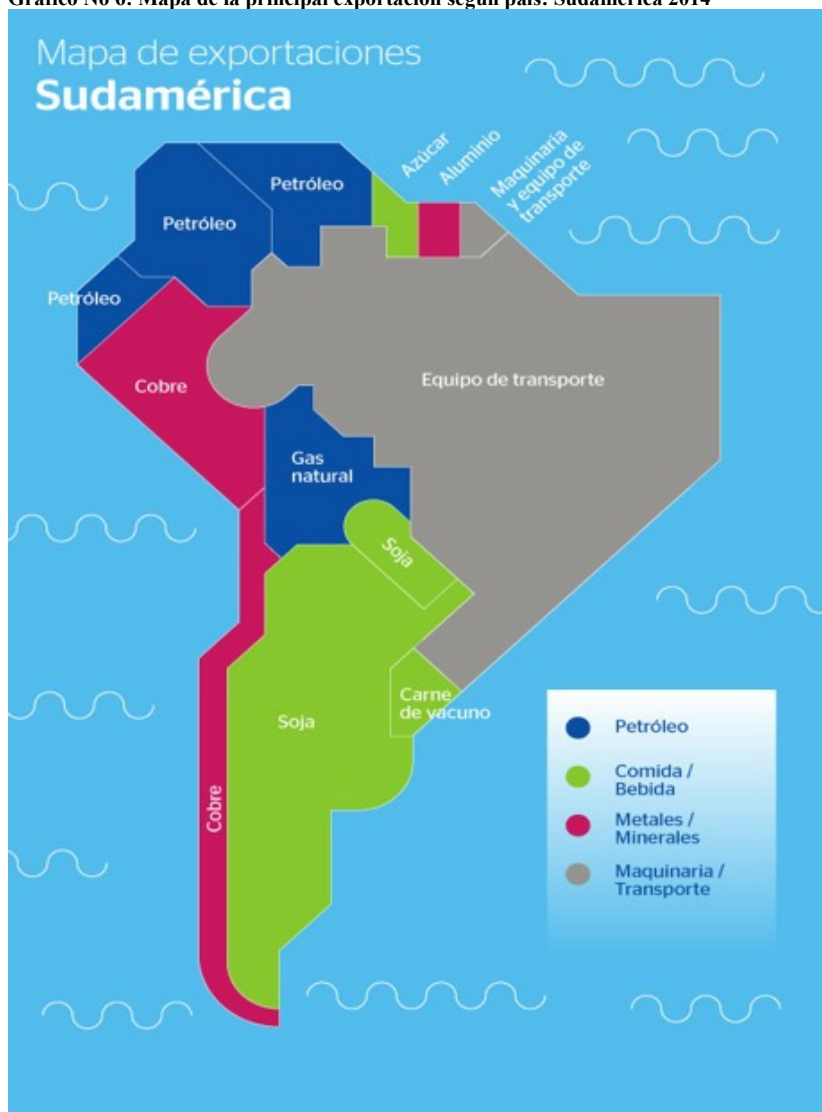 Gráfico No 6: Mapa de la principal exportación según país: Sudamérica 2014
Mapa de exportaciones
Sudamérica
Azúcar
Aluminio
Maquinaria
y equipo de
transporte
Petróleo
Petróleo
Petróleo
Cobre
Equipo de transporte
Gas
natural
Soja
Carne
de vacuno
Soja
Cobre
Petróleo
Comida /
Bebida
Metales /
Minerales
Maquinaria /
Transporte